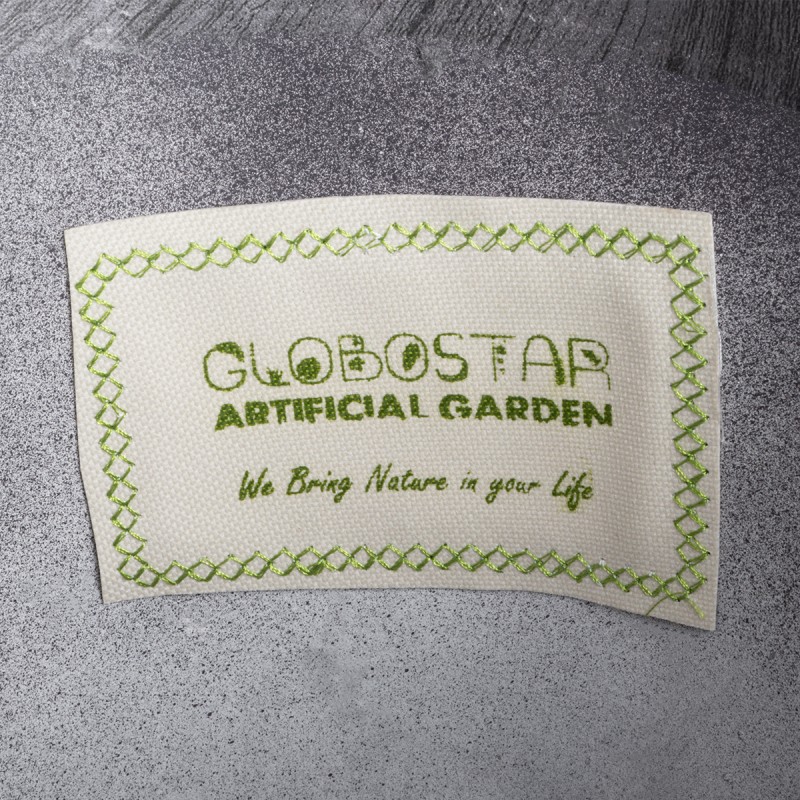 GLOBOSTAR
ARTIFICIAL GARDEN
We Bring Nature in your Life